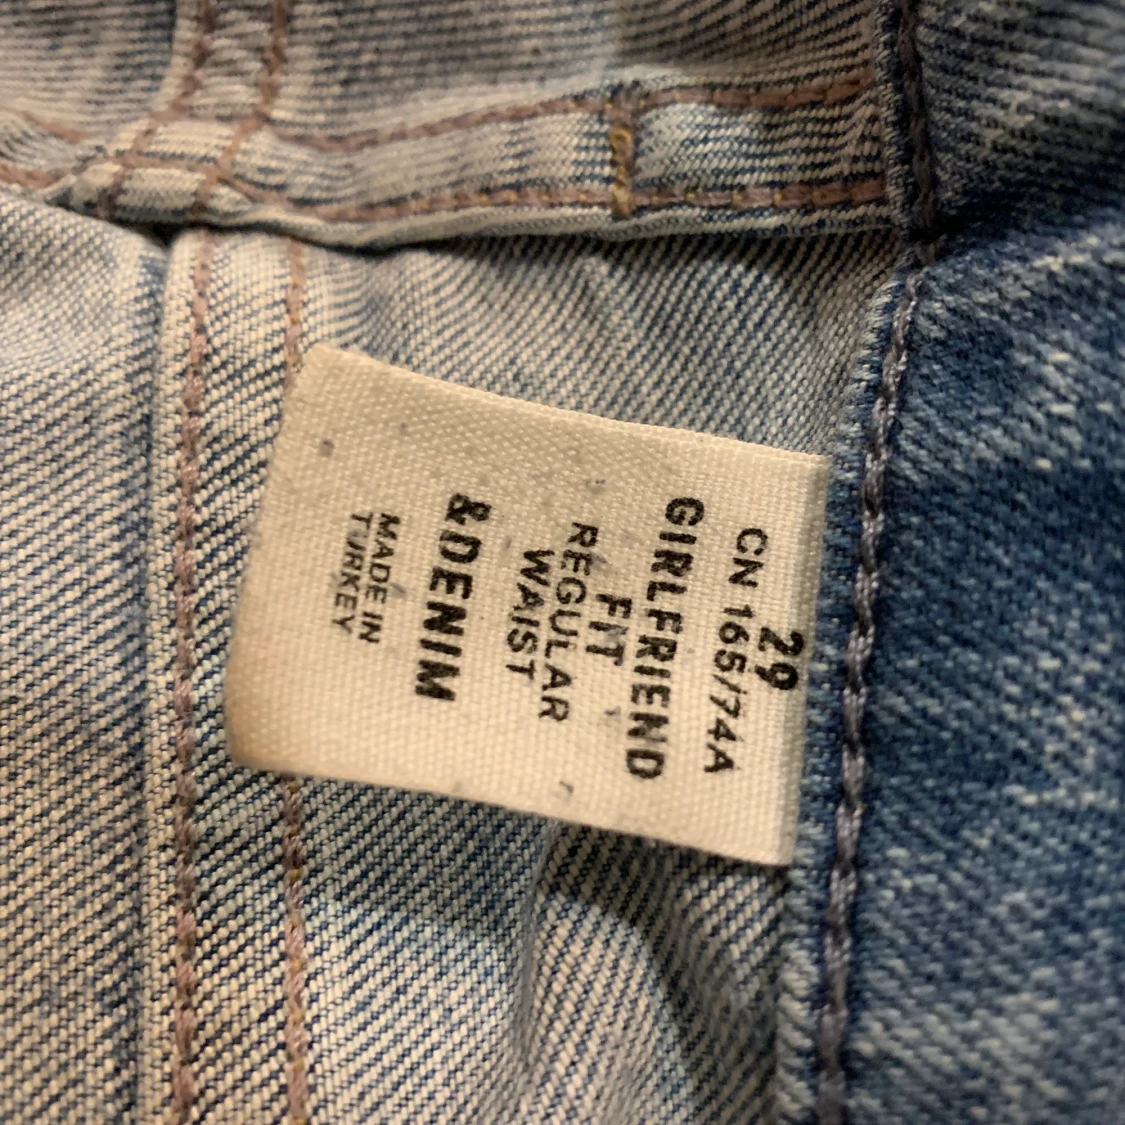 29
CN 165/74A
GIRLFRIEND
FIT
REGULAR
WAIST
&DENIM
MADE IN
TURKEY